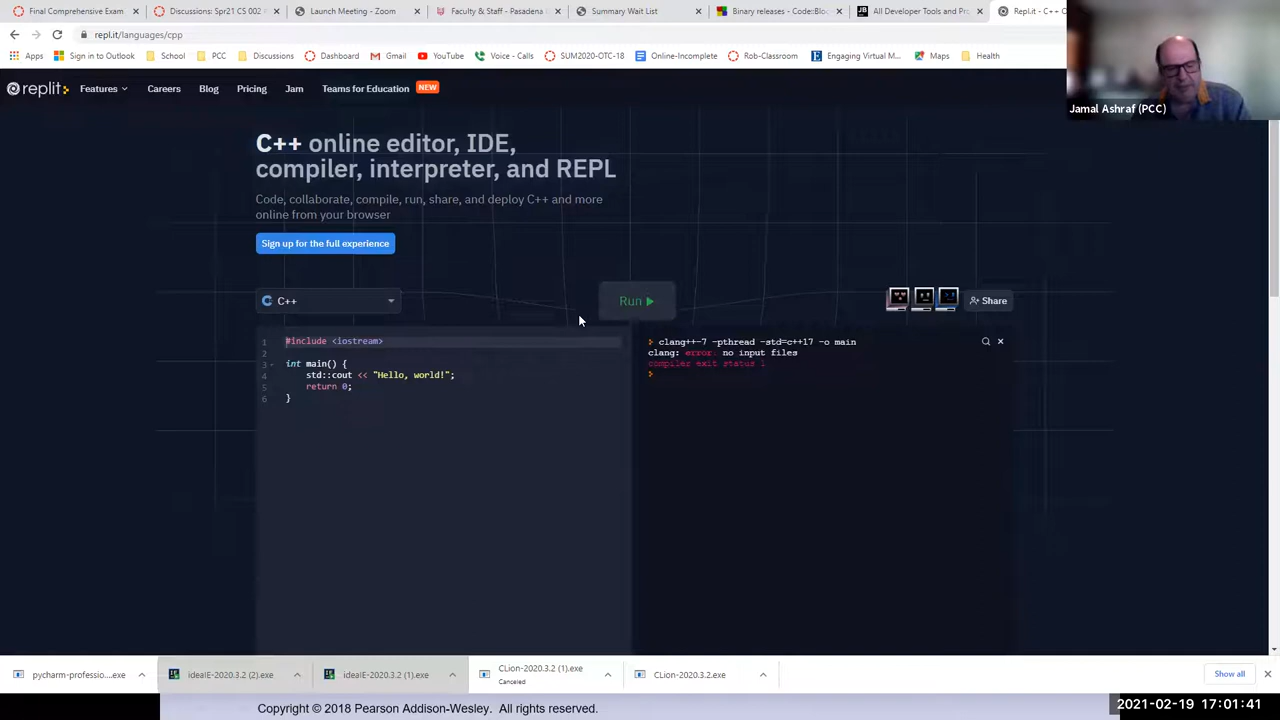 Final Comprehensive Exam
Discussions: Spr21 CS 002
Launch Meeting - Zoom
Faculty & Staff - Pasadena
Summary Wait List
Binary releases - Code::Bloc
All Developer Tools and Pro
Replit - C++ O
repl.it/languages/cpp
Apps
Sign in to Outlook
School
PCC
Discussions
Dashboard
Gmail
YouTube
Voice - Calls
SUM2020-OTC-18
Online-Incomplete
Rob-Classroom
Engaging Virtual M...
Maps
Health
replit
Features
Careers
Blog
Pricing
Jam
Teams for Education
NEW
Jamal Ashraf (PCC)
C++ online editor, IDE,
compiler, interpreter, and REPL
Code, collaborate, compile, run, share, and deploy C++ and more
online from your browser
Sign up for the full experience
C++
Run
Share
1 #include <iostream>
2
3 int main() {
4 std::cout << "Hello, world!";
5 return 0;
6 }
clang++-7 -pthread -std=c++17 -o main
clang: error: no input files
compiler exit status 1
pycharm-professio....exe
ideaIE-2020.3.2 (2).exe
ideaIE-2020.3.2 (1).exe
CLion-2020.3.2 (1).exe
Canceled
CLion-2020.3.2.exe
Show all
Copyright © 2018 Pearson Addison-Wesley. All rights reserved.
2021-02-19 17:01:41